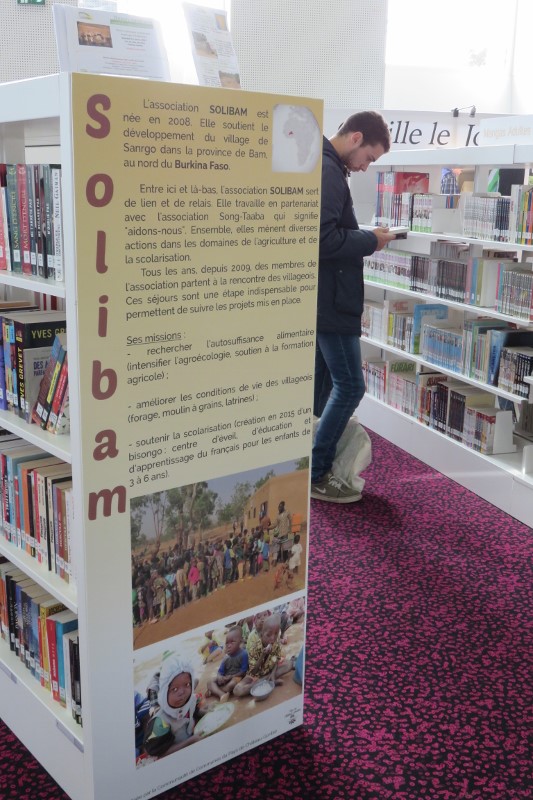 Solibam
L'association SOLIBAM est
née en 2008. Elle soutient le
développement du village de
Sanrgo dans la province de Bam,
au nord du Burkina Faso.
Entre ici et là-bas, l'association SOLIBAM sert
de lien et de relais. Elle travaille en partenariat
avec l'association Song-Taaba qui signifie
"aidons-nous". Ensemble, elles mènent diverses
actions dans les domaines de l'agriculture et de
la scolarisation.
Tous les ans, depuis 2009, des membres de
l'association partent à la rencontre des villageois.
Ces séjours sont une étape indispensable pour
permettent de suivre les projets mis en place.
Ses missions :
- rechercher l'autosuffisance alimentaire
(intensifier l'agroécologie, soutien à la formation
agricole) ;
- améliorer les conditions de vie des villageois
(forage, moulin à grains, latrines) ;
- soutenir la scolarisation (création en 2015 d'un
bisongo : centre d'éveil, d'éducation et
d'apprentissage du français pour les enfants de
3 à 6 ans).
ille le
YVES